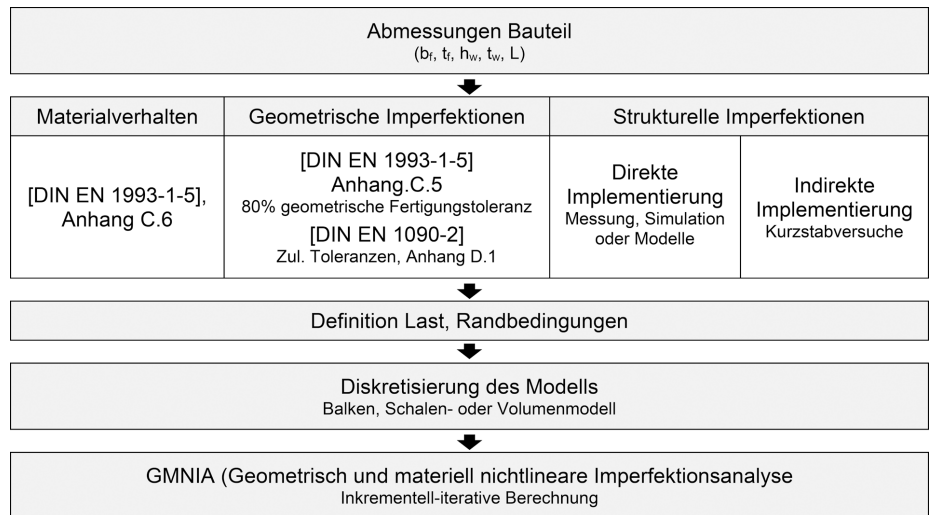 Abmessungen Bauteil
(bf, tf, hw, tw, L)
Materialverhalten
Geometrische Imperfektionen
Strukturelle Imperfektionen
[DIN EN 1993-1-5],
Anhang C.6
[DIN EN 1993-1-5]
Anhang.C.5
80% geometrische Fertigungstoleranz
[DIN EN 1090-2]
Zul. Toleranzen, Anhang D.1
Direkte
Implementierung
Messung, Simulation
oder Modelle
Indirekte
Implementierung
Kurzstabversuche
Definition Last, Randbedingungen
Diskretisierung des Modells
Balken, Schalen- oder Volumenmodell
GMNIA (Geometrisch und materiell nichtlineare Imperfektionsanalyse
Inkrementell-iterative Berechnung